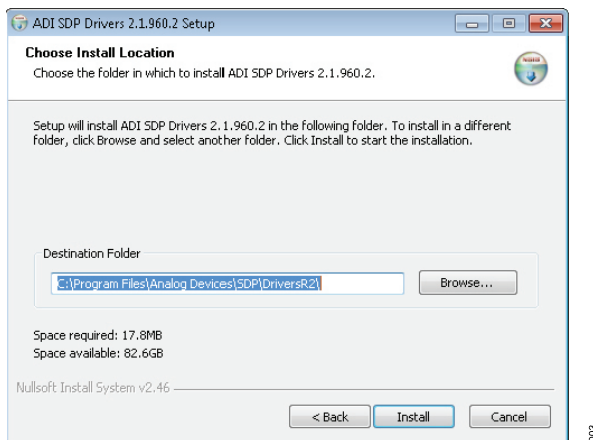 ADI SDP Drivers 2.1.960.2 Setup
Choose Install Location
Choose the folder in which to install ADI SDP Drivers 2.1.960.2.
Setup will install ADI SDP Drivers 2.1.960.2 in the following folder. To install in a different
folder, click Browse and select another folder. Click Install to start the installation.
Destination Folder
C:\Program Files\Analog Devices\SDP\DriversR2\
Browse...
Space required: 17.8MB
Space available: 82.6GB
Nullsoft Install System v2.46
< Back
Install
Cancel